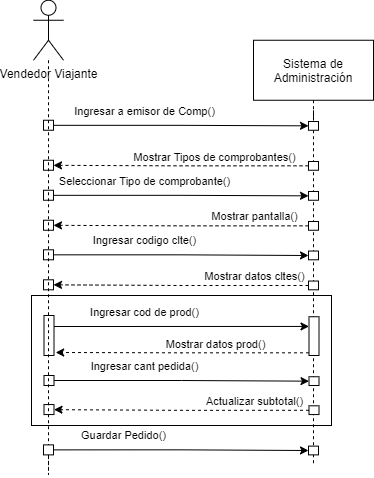 Vendedor Viajante
Sistema de
Administración
Ingresar a emisor de Comp()
Mostrar Tipos de comprobantes()
Seleccionar Tipo de comprobante()
Mostrar pantalla()
Ingresar codigo clte()
Mostrar datos cltes()
Ingresar cod de prod()
Mostrar datos prod()
Ingresar cant pedida()
Actualizar subtotal()
Guardar Pedido()